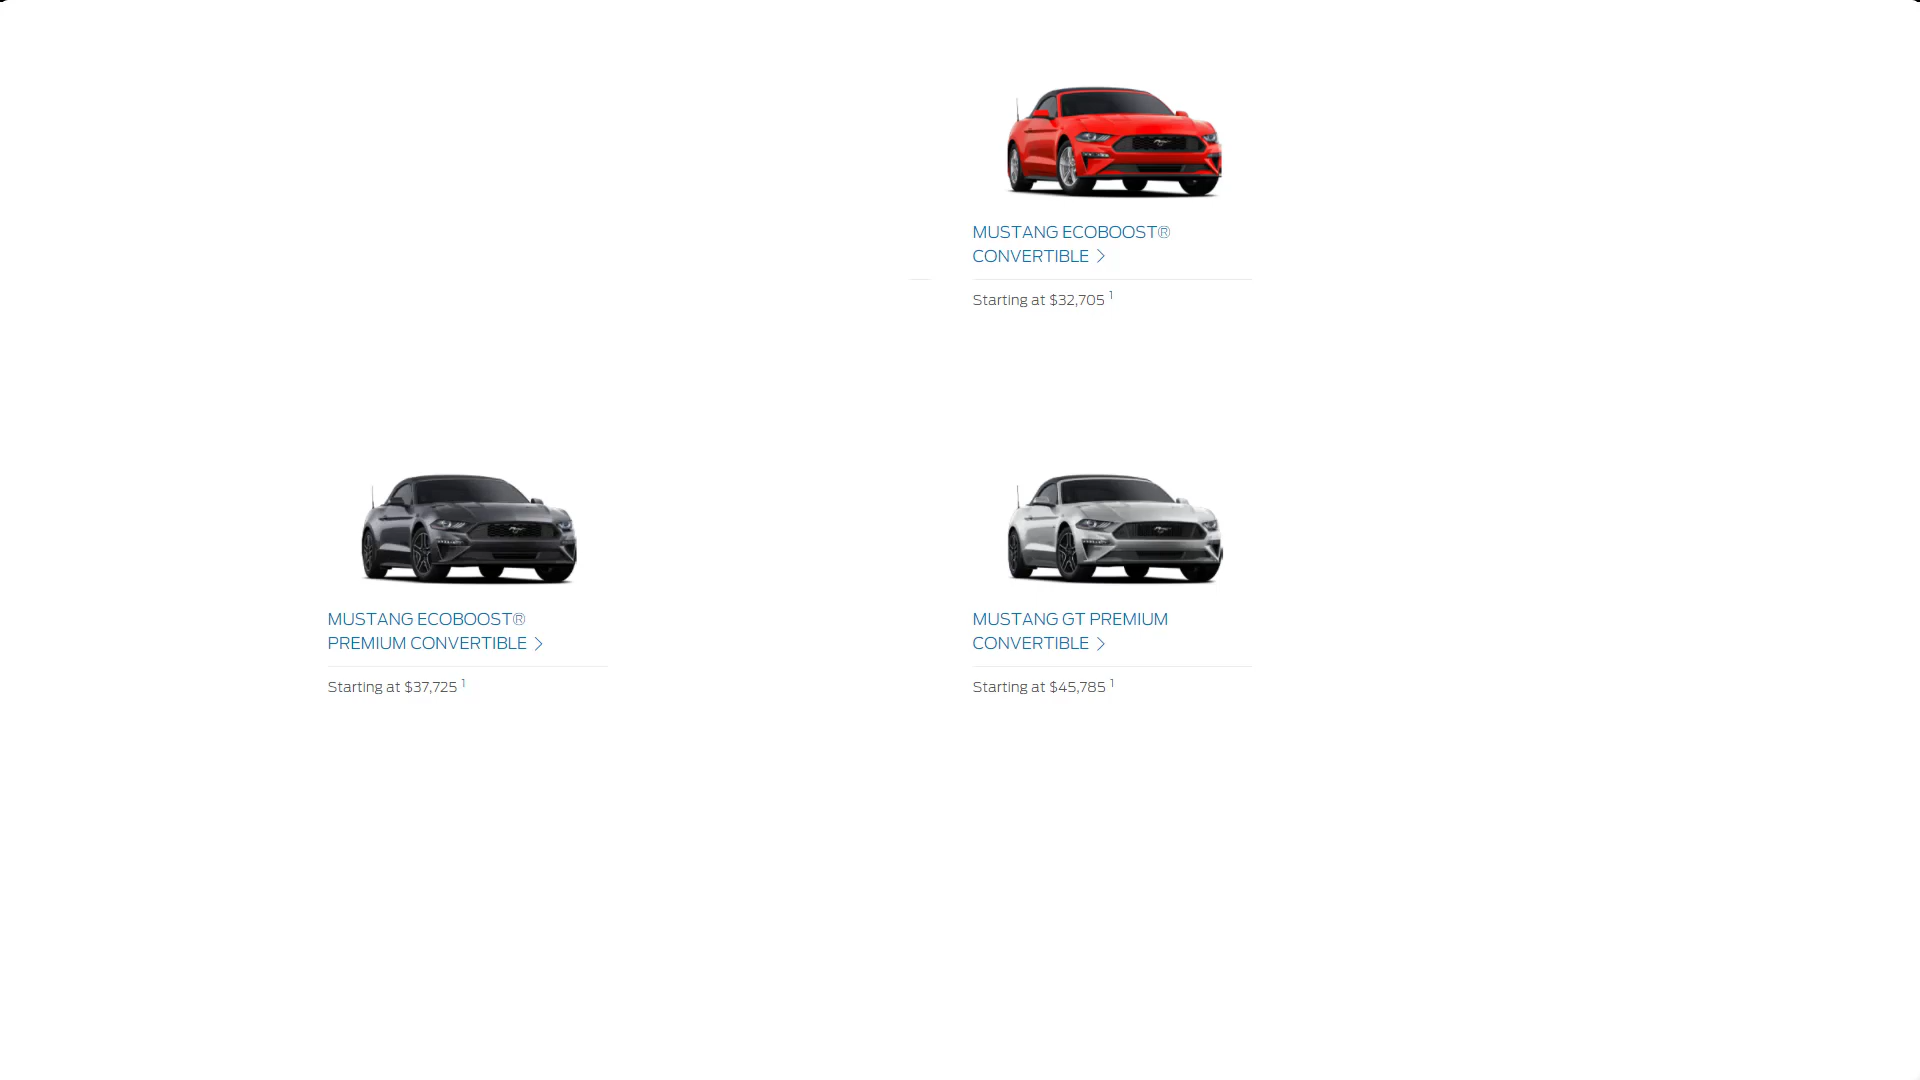 MUSTANG ECOBOOST®
CONVERTIBLE >
Starting at $32,705 1
MUSTANG ECOBOOST®
PREMIUM CONVERTIBLE >
Starting at $37,725 1
MUSTANG GT PREMIUM
CONVERTIBLE >
Starting at $45,785 1